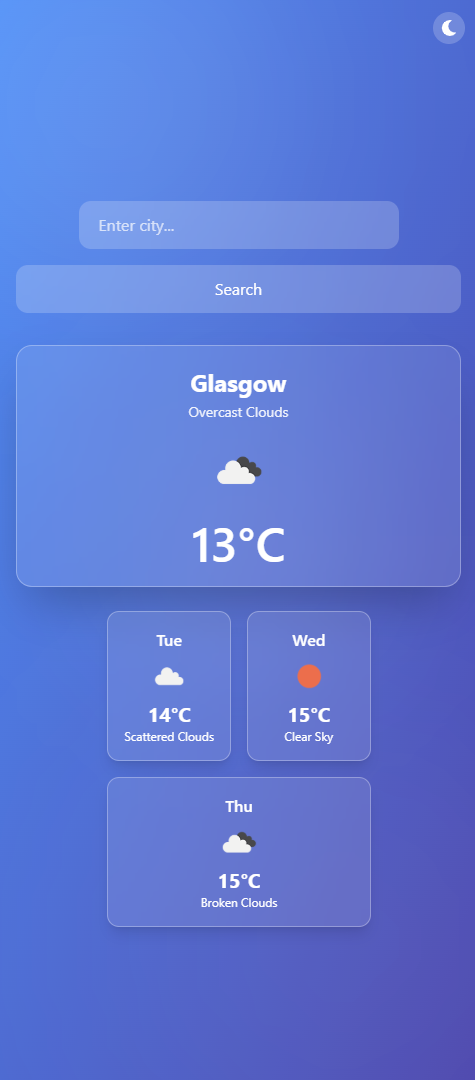 Enter city...
Search
Glasgow
Overcast Clouds
13°C
Tue
14°C
Scattered Clouds
Wed
15°C
Clear Sky
Thu
15°C
Broken Clouds